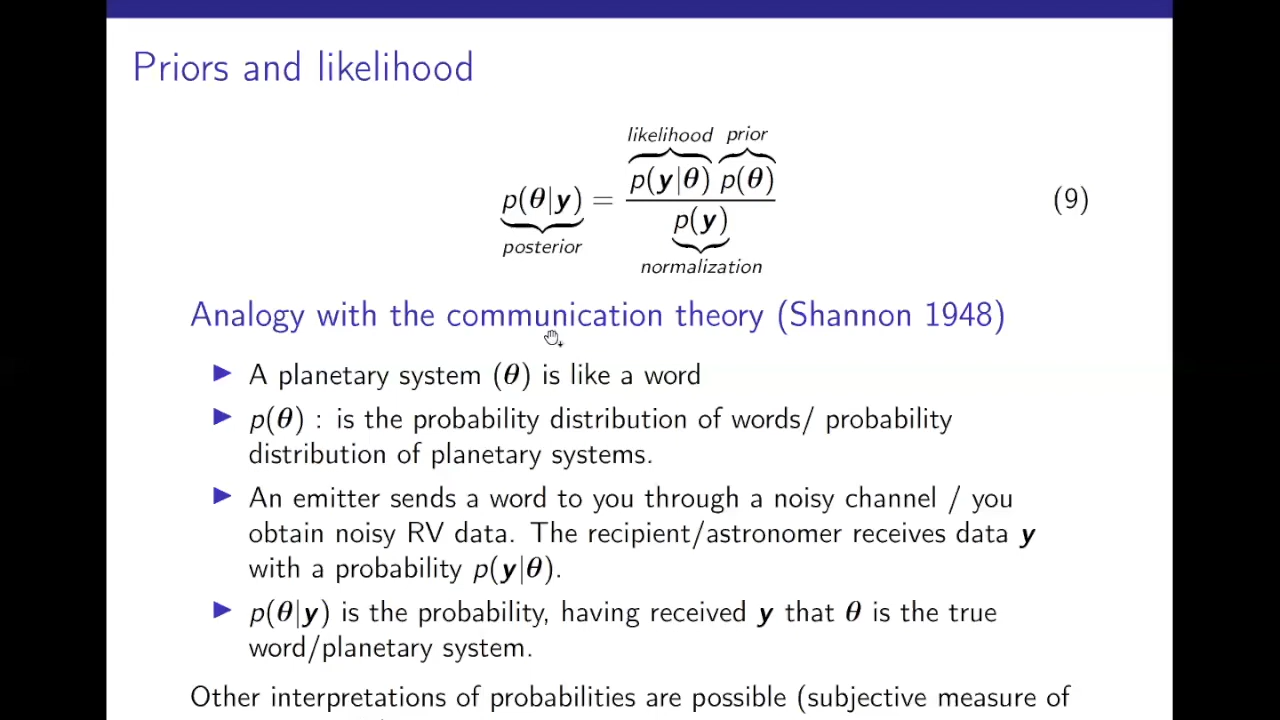 Priors and likelihood
likelihood prior
p(θ|y) = p(y|θ) p(θ) / p(y) (9)
posterior
normalization
Analogy with the communication theory (Shannon 1948)
▶ A planetary system (θ) is like a word
▶ p(θ) : is the probability distribution of words/ probability
distribution of planetary systems.
▶ An emitter sends a word to you through a noisy channel / you
obtain noisy RV data. The recipient/astronomer receives data y
with a probability p(y|θ).
▶ p(θ|y) is the probability, having received y that θ is the true
word/planetary system.
Other interpretations of probabilities are possible (subjective measure of